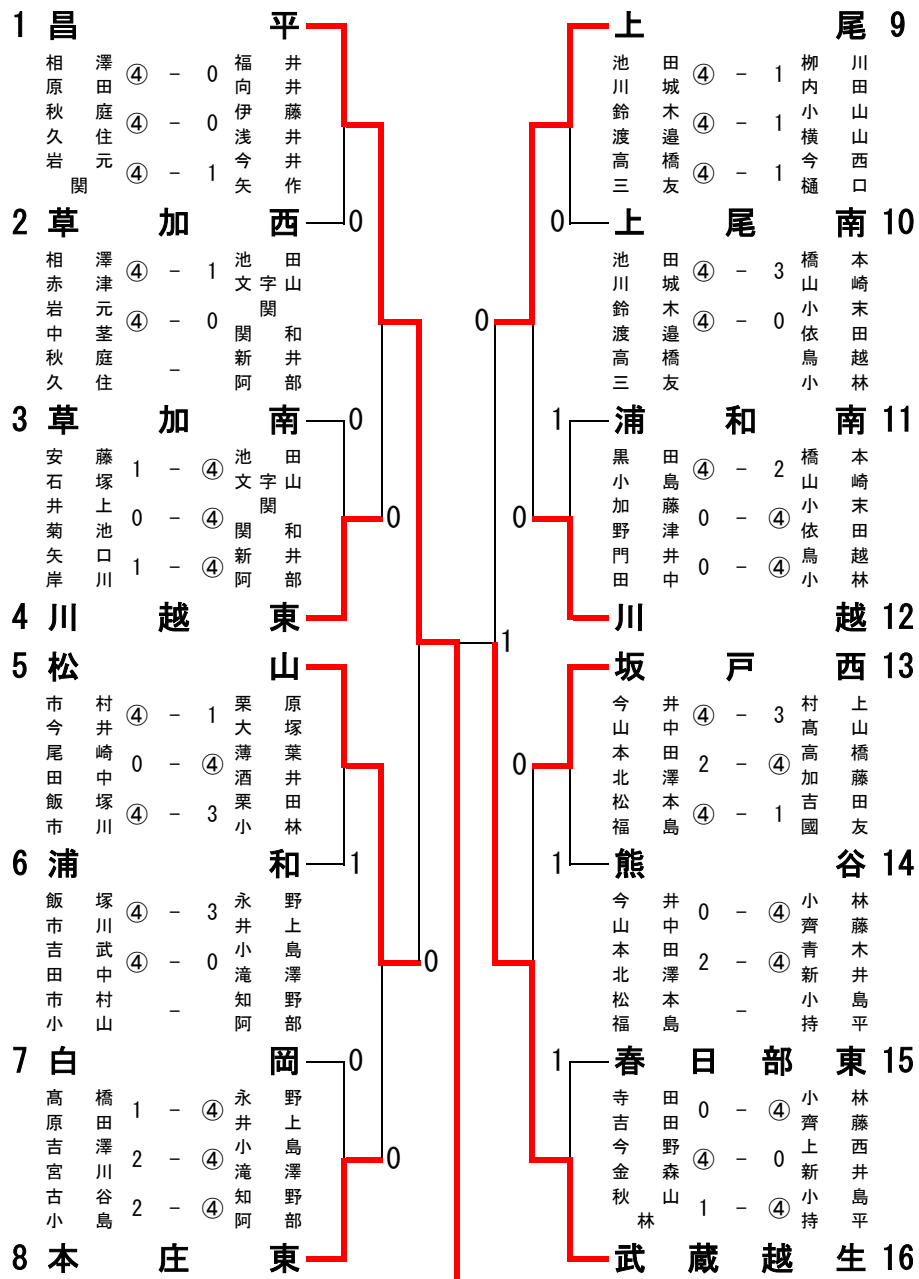 1 昌平
相澤 ④ - 0 福井
原田 向井
秋庭 ④ - 0 伊藤
久住 浅井
岩元 ④ - 1 今井
関 矢作
0
2 草加西
相澤 ④ - 1 池田
赤津 文字山
岩元 ④ - 0 関
中茎 関和
秋庭 - 新井
久住 阿部
0
3 草加南
安藤 1 - ④ 池田
石塚 文字山
井上 0 - ④ 関
菊池 関和
矢口 1 - ④ 新井
岸川 阿部
0
4 川越東
5 松山
市村 ④ - 1 栗原
今井 大塚
尾崎 0 - ④ 薄葉
田中 酒井
飯塚 ④ - 3 栗田
市川 小林
1
6 浦和
飯塚 ④ - 3 永野
市川 井上
吉武 ④ - 0 小島
田中 滝澤
市村 - 知野
小山 阿部
0
7 白岡
0
髙橋 1 - ④ 永野
原田 井上
吉澤 2 - ④ 小島
宮川 滝澤
古谷 2 - ④ 知野
小島 阿部
0
8 本庄東
1
上尾 9
池田 ④ - 1 栁川
川城 内田
鈴木 ④ - 1 小山
渡邉 横山
高橋 ④ - 1 今西
三友 樋口
0
上尾南 10
池田 ④ - 3 橋本
川城 山崎
鈴木 ④ - 0 小末
渡邉 依田
高橋 鳥越
三友 小林
0
1
浦和南 11
黒田 ④ - 2 橋本
小島 山崎
加藤 0 - ④ 小末
野津 依田
門井 0 - ④ 鳥越
田中 小林
0
川越 12
坂戸西 13
今井 ④ - 3 村上
山中 髙山
本田 2 - ④ 高橋
北澤 加藤
松本 ④ - 1 吉田
福島 國友
0
1
熊谷 14
今井 0 - ④ 小林
山中 齊藤
本田 2 - ④ 青木
北澤 新井
松本 - 小島
福島 持平
1
春日部東 15
寺田 0 - ④ 小林
吉田 齊藤
今野 ④ - 0 上西
金森 新井
秋山 1 - ④ 小島
林 持平
武蔵越生 16